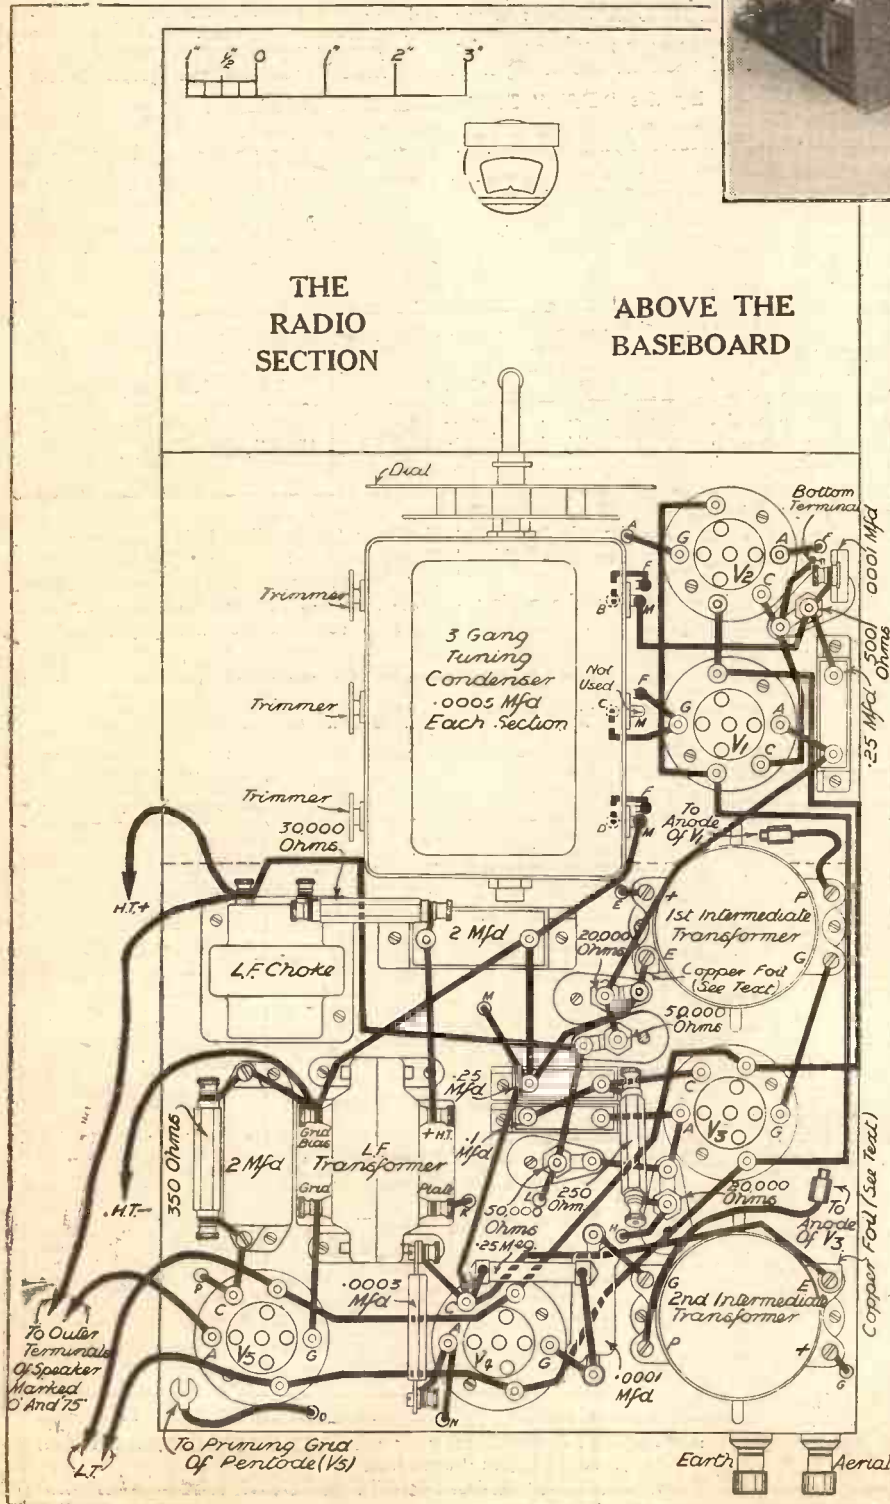 1" ½" 0 1" 2" 3"
THE
RADIO
SECTION
ABOVE THE
BASEBOARD
Dial
Bottom
Terminal
.0001 Mfd
A
G
A
F
V2
C
Trimmer
F
B
M
3 Gang
Tuning
Condenser
.0005 Mfd
Each Section
Not
Used
500
Ohms
.25 Mfd
Trimmer
F
C
M
G
A
V1
C
Trimmer
F
D
M
To
Anode
Of V1
30,000
Ohms
H.T.+
E
+
P
1st Intermediate
Transformer
L.F. Choke
2 Mfd
20,000
Ohms
E
G
Copper Foil
(See Text)
M
50,000
Ohms
.25
Mfd
C
350 Ohms
2 Mfd
Grid
Bias
L.F.
Transformer
+H.T.
.1
Mfd
A
V3
G
H.T.-
Grid
Plate
R
L
50,000
Ohms
250
Ohm
20,000
Ohms
To
Anode
Of V3
Copper Foil (See Text)
H
.25 Meg
.0003
Mfd
P
C
C
G
E
2nd Intermediate
Transformer
To Outer
Terminals
Of Speaker
Marked
0 And 75
A
V5
G
A
V4
G
P
+
.0001
Mfd
G
O
N
To Priming Grid
Of Pentode (V5)
L.T.
Earth
Aerial